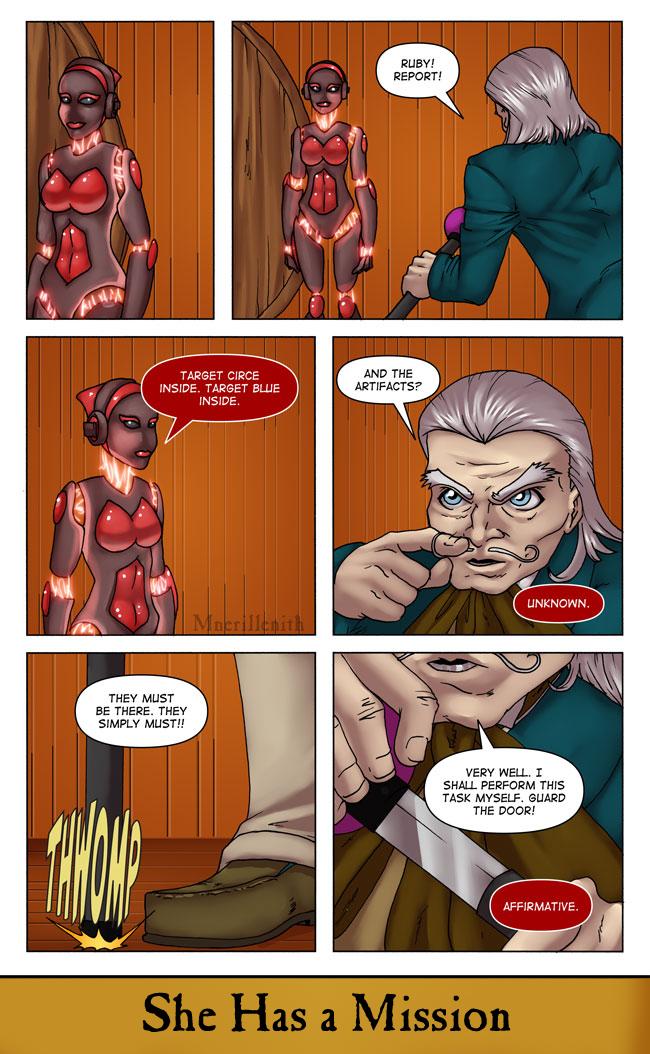 RUBY!
REPORT!
TARGET CIRCE
INSIDE. TARGET BLUE
INSIDE.
Mnerillenith
AND THE
ARTIFACTS?
UNKNOWN.
THEY MUST
BE THERE. THEY
SIMPLY MUST!!
THWOMP
VERY WELL. I
SHALL PERFORM THIS
TASK MYSELF. GUARD
THE DOOR!
AFFIRMATIVE.
She Has a Mission